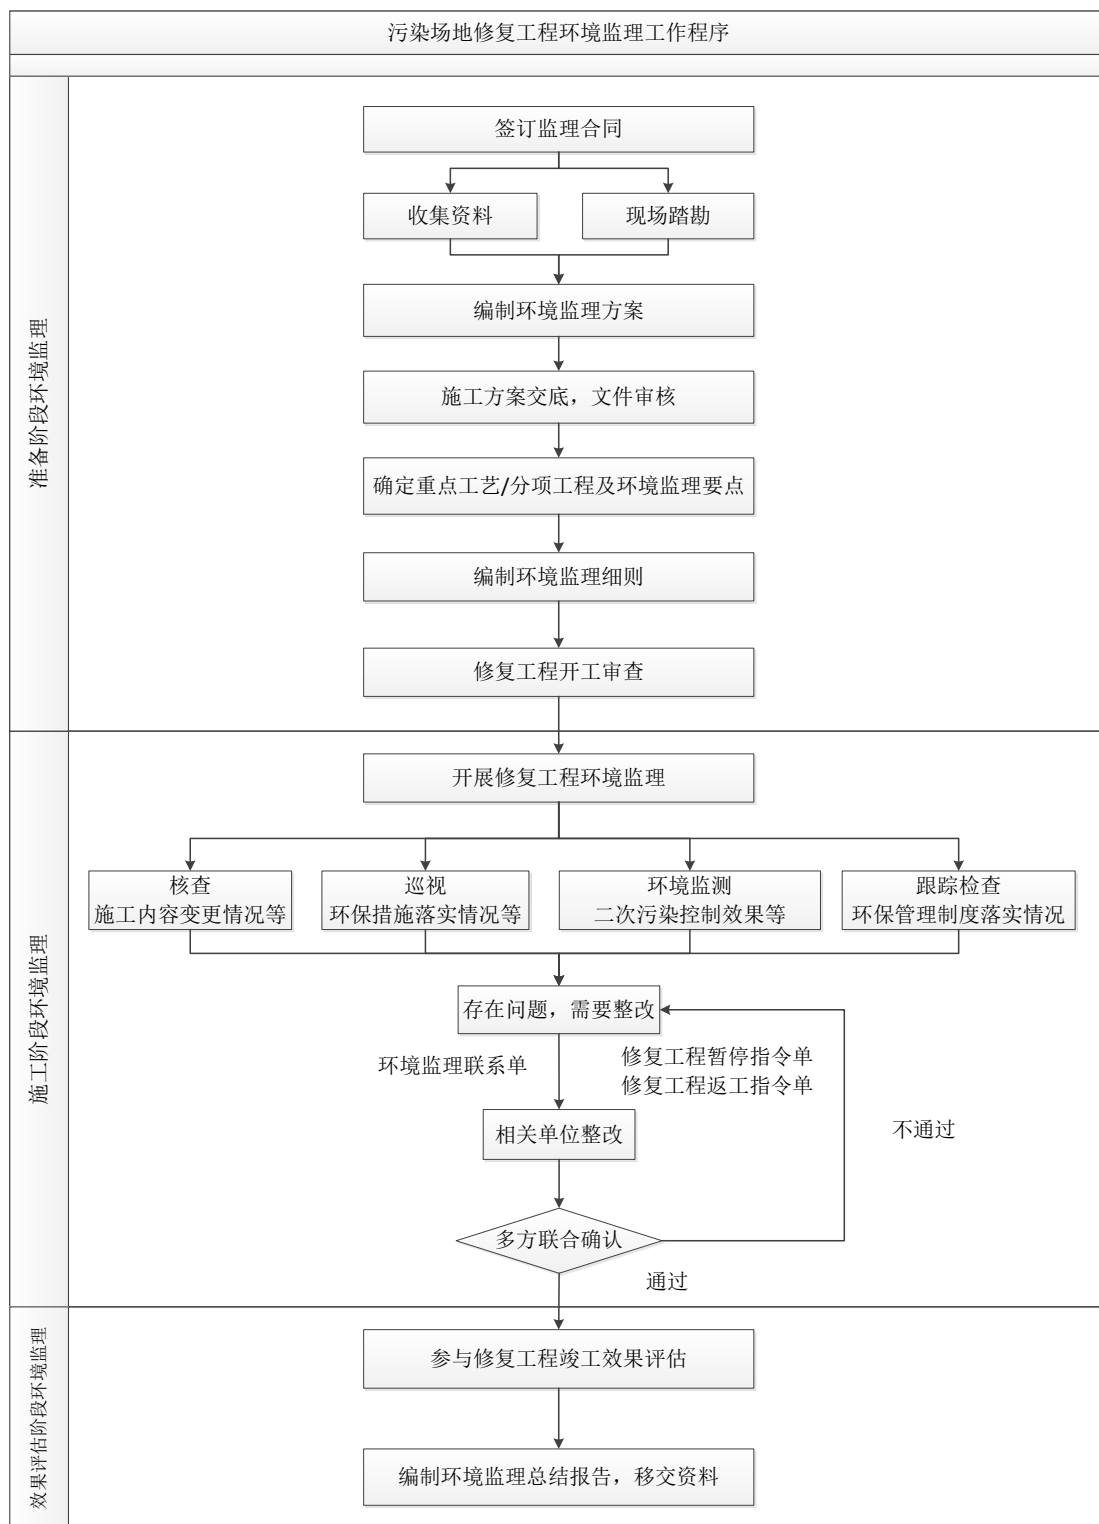 污染场地修复工程环境监理工作程序
准备阶段环境监理
签订监理合同
收集资料
现场踏勘
编制环境监理方案
施工方案交底，文件审核
确定重点工艺/分项工程及环境监理要点
编制环境监理细则
修复工程开工审查
施工阶段环境监理
开展修复工程环境监理
核查
施工内容变更情况等
巡视
环保措施落实情况等
环境监测
二次污染控制效果等
跟踪检查
环保管理制度落实情况
存在问题，需要整改
环境监理联系单
修复工程暂停指令单
修复工程返工指令单
相关单位整改
不通过
多方联合确认
通过
效果评估阶段环境监理
参与修复工程竣工效果评估
编制环境监理总结报告，移交资料